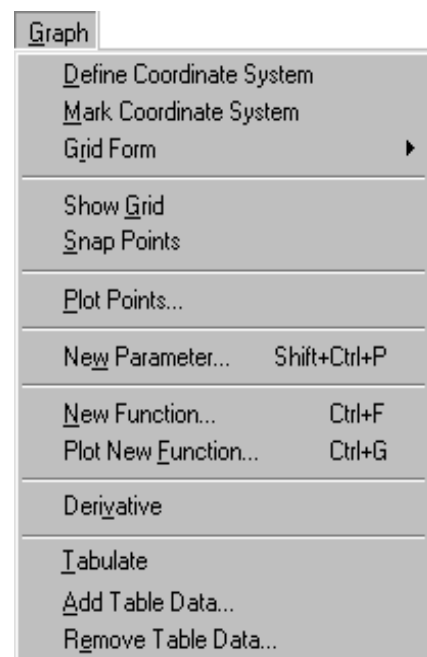 Graph
Define Coordinate System
Mark Coordinate System
Grid Form
Show Grid
Snap Points
Plot Points...
New Parameter... Shift+Ctrl+P
New Function... Ctrl+F
Plot New Function... Ctrl+G
Derivative
Tabulate
Add Table Data...
Remove Table Data...